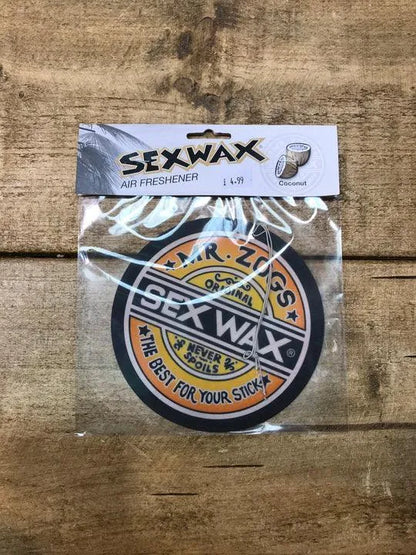 SEXWAX
AIR FRESHENER
£ 4.99
Coconut
MR. ZOGS
ORIGINAL
SEX WAX®
NEVER
SPOILS
THE BEST FOR YOUR STICK